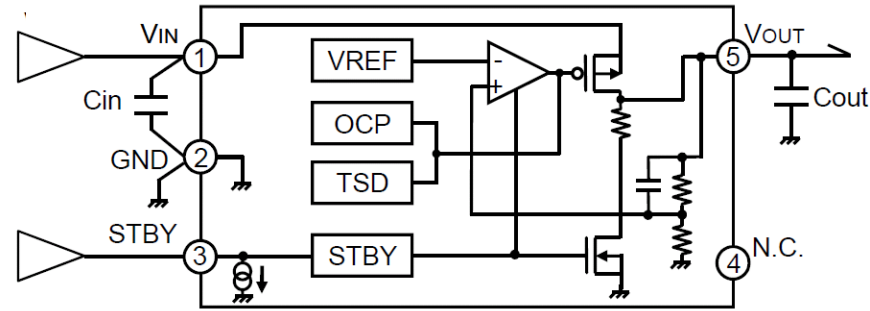 VIN
1
VREF
-
+
5
VOUT
Cin
OCP
Cout
GND
2
TSD
STBY
3
STBY
4
N.C.